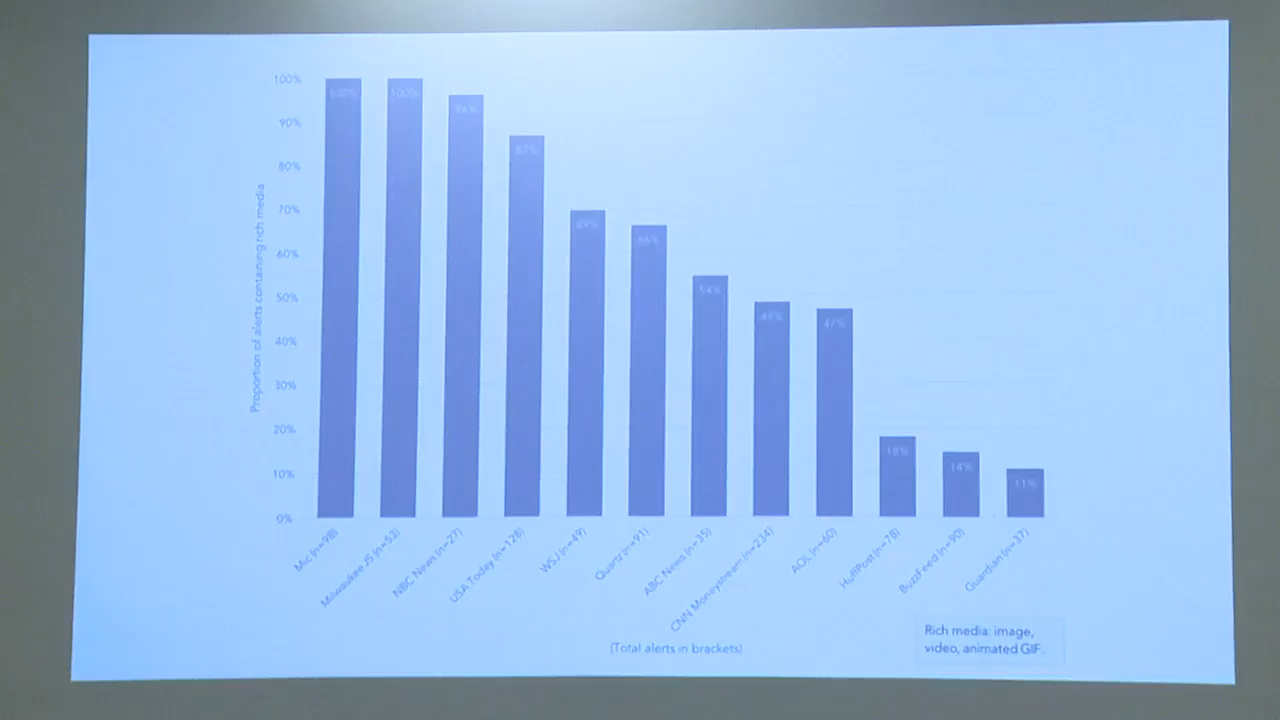 100%
90%
80%
70%
60%
50%
40%
30%
20%
10%
0%
Proportion of alerts containing rich media
100%
100%
96%
87%
69%
66%
54%
48%
47%
18%
14%
11%
Mic (n=98)
Milwaukee JS (n=53)
NBC News (n=27)
USA Today (n=128)
WSJ (n=49)
Quartz (n=91)
ABC News (n=35)
CNN Moneystream (n=234)
AOL (n=60)
HuffPost (n=78)
BuzzFeed (n=90)
Guardian (n=37)
(Total alerts in brackets)
Rich media: image,
video, animated GIF.